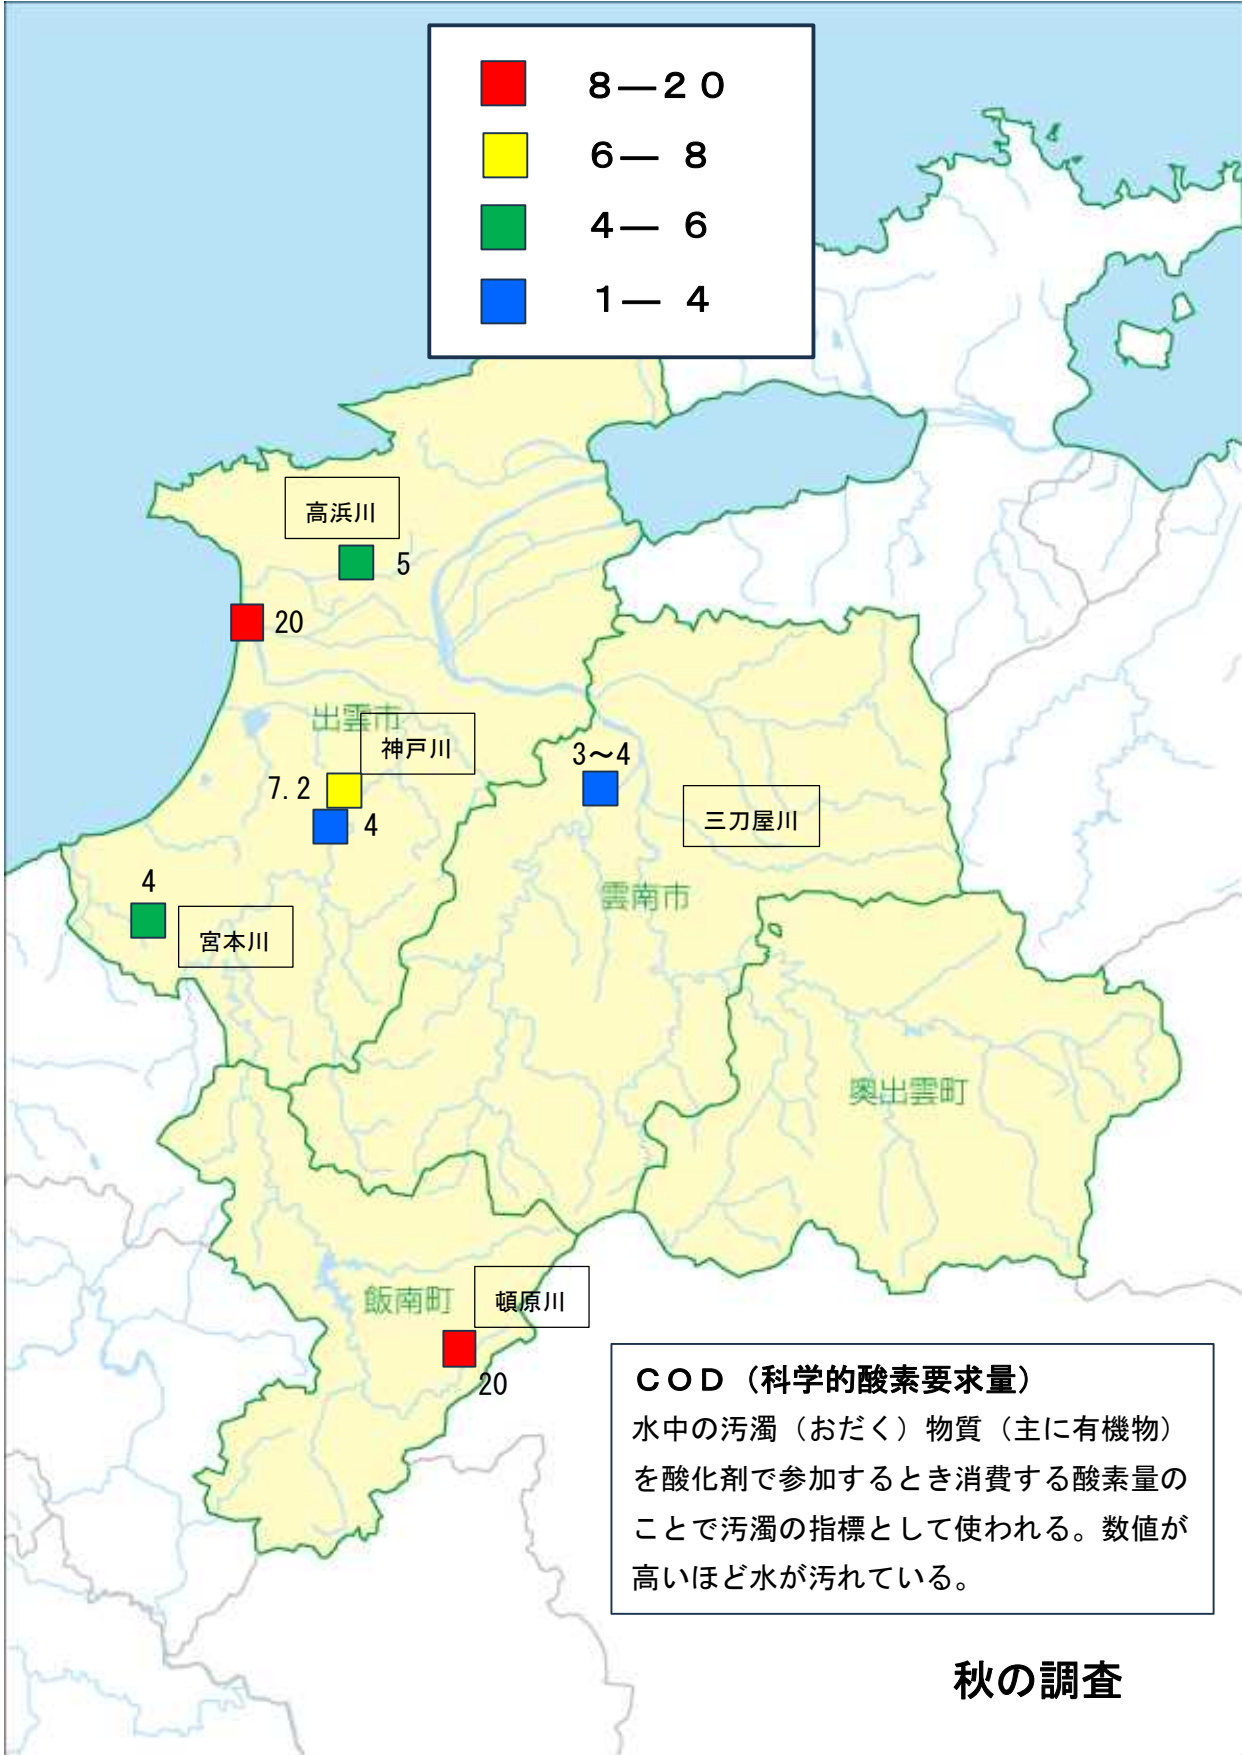 ８―２０
６― ８
４― ６
１― ４
高浜川
5
20
出雲市
神戸川
7.2
4
3～4
三刀屋川
雲南市
4
宮本川
奥出雲町
飯南町
頓原川
20
ＣＯＤ（科学的酸素要求量）
水中の汚濁（おだく）物質（主に有機物）
を酸化剤で参加するとき消費する酸素量の
ことで汚濁の指標として使われる。数値が
高いほど水が汚れている。
秋の調査